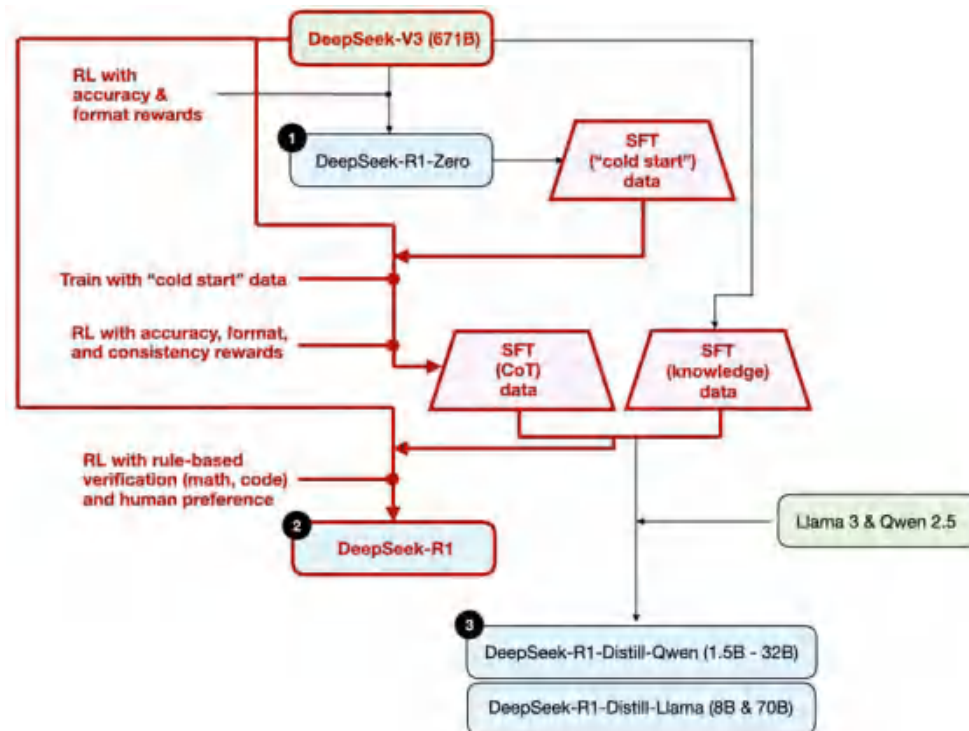 DeepSeek-V3 (671B)
RL with
accuracy &
format rewards
1
DeepSeek-R1-Zero
SFT
("cold start")
data
Train with "cold start" data
RL with accuracy, format,
and consistency rewards
SFT
(CoT)
data
SFT
(knowledge)
data
RL with rule-based
verification (math, code)
and human preference
2
DeepSeek-R1
Llama 3 & Qwen 2.5
3
DeepSeek-R1-Distill-Qwen (1.5B - 32B)
DeepSeek-R1-Distill-Llama (8B & 70B)